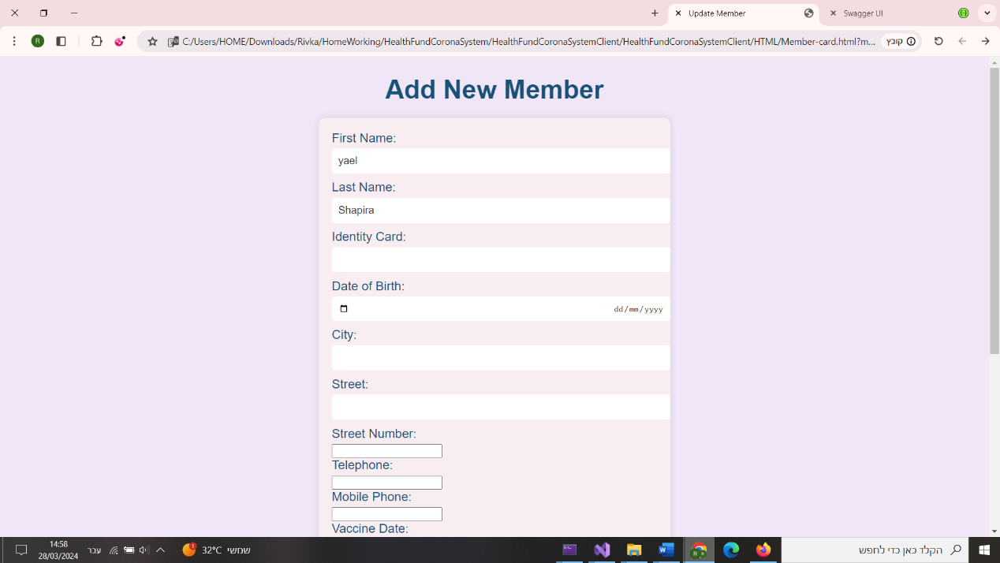 Update Member
Swagger UI
R
C:/Users/HOME/Downloads/Rivka/HomeWorking/HealthFundCoronaSystem/HealthFundCoronaSystemClient/HealthFundCoronaSystemClient/HTML/Member-card.html?m...
קובץ
Add New Member
First Name:
yael
Last Name:
Shapira
Identity Card:
Date of Birth:
dd/mm/yyyy
City:
Street:
Street Number:
Telephone:
Mobile Phone:
Vaccine Date:
14:58
28/03/2024
עבר
1
32°C שמשי
הקלד כאן כדי לחפש